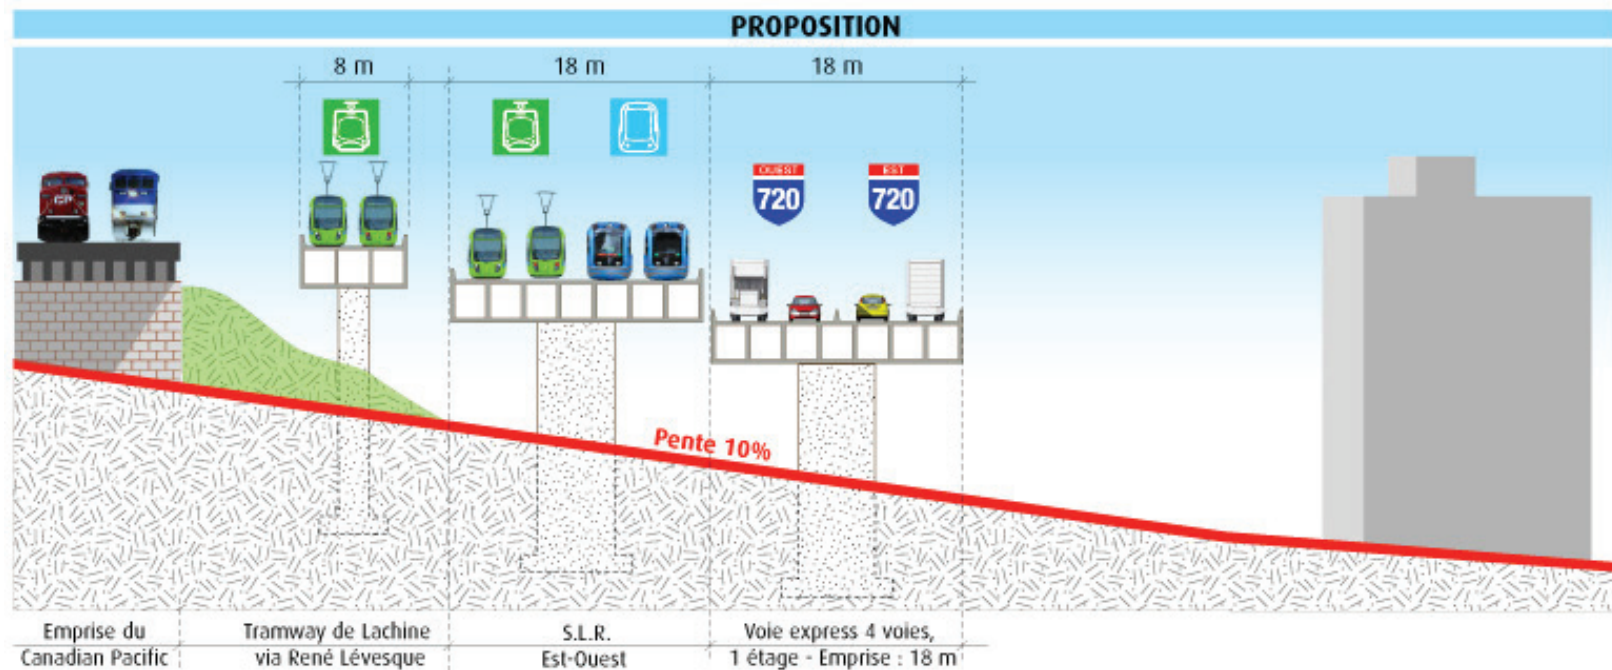 PROPOSITION
8 m
18 m
18 m
OUEST
720
EST
720
CP
Pente 10%
Emprise du
Canadian Pacific
Tramway de Lachine
via René Lévesque
S.L.R.
Est-Ouest
Voie express 4 voies,
1 étage - Emprise : 18 m